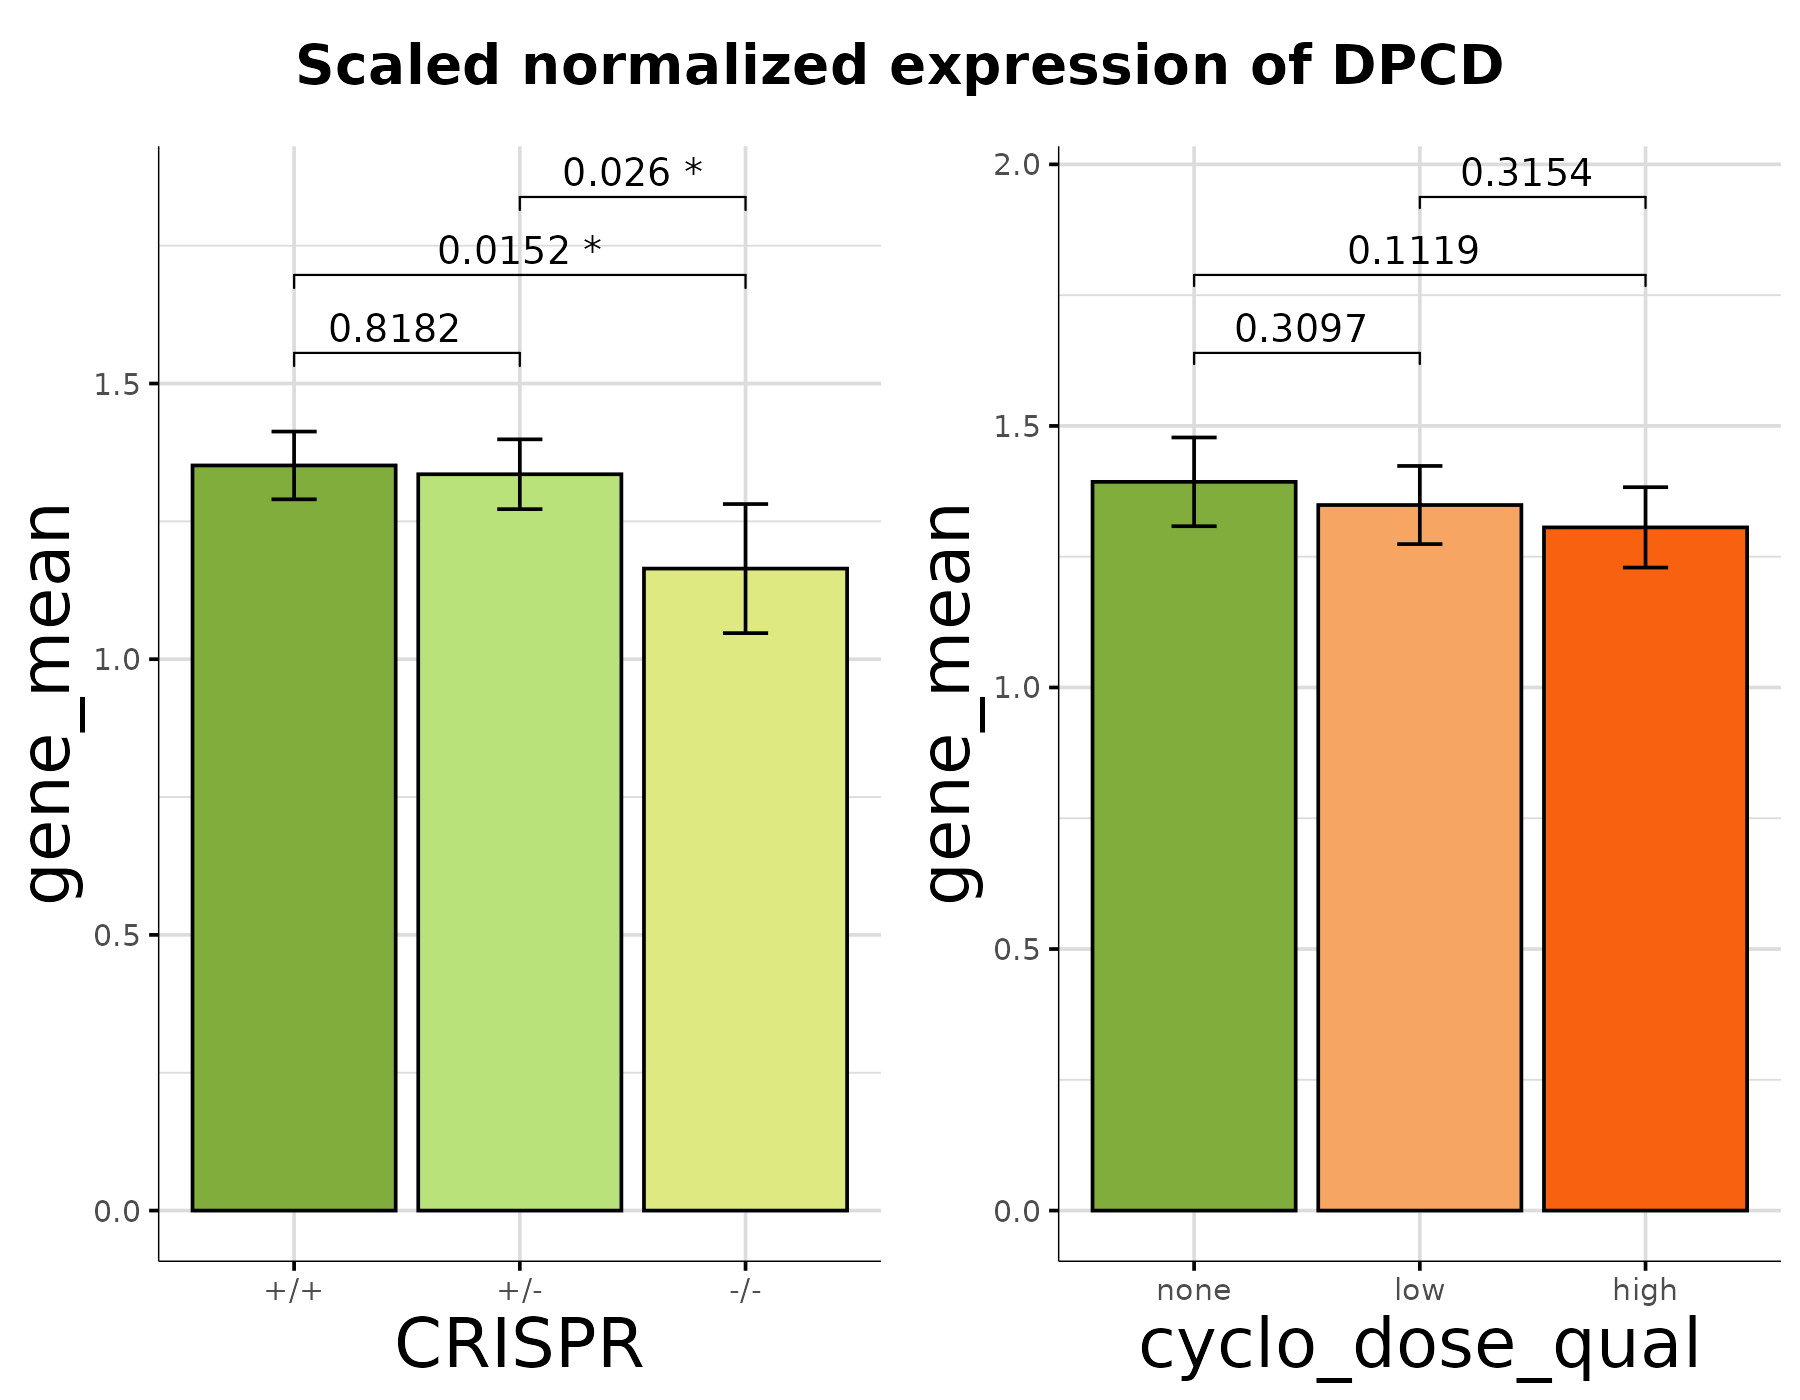 Scaled normalized expression of DPCD
gene_mean
0.026 *
0.0152 *
0.8182
1.5
1.0
0.5
0.0
+/+ +/- -/-
CRISPR
gene_mean
2.0
0.3154
0.1119
0.3097
1.5
1.0
0.5
0.0
none low high
cyclo_dose_qual